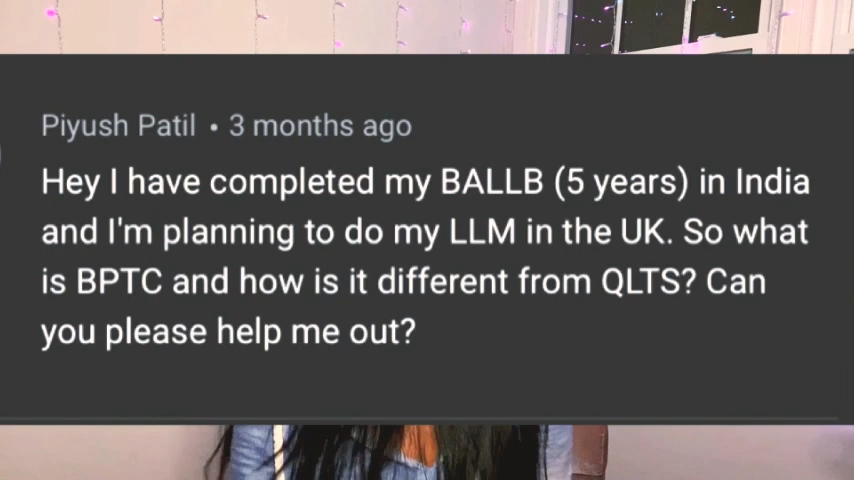 Piyush Patil • 3 months ago
Hey I have completed my BALLB (5 years) in India
and I'm planning to do my LLM in the UK. So what
is BPTC and how is it different from QLTS? Can
you please help me out?